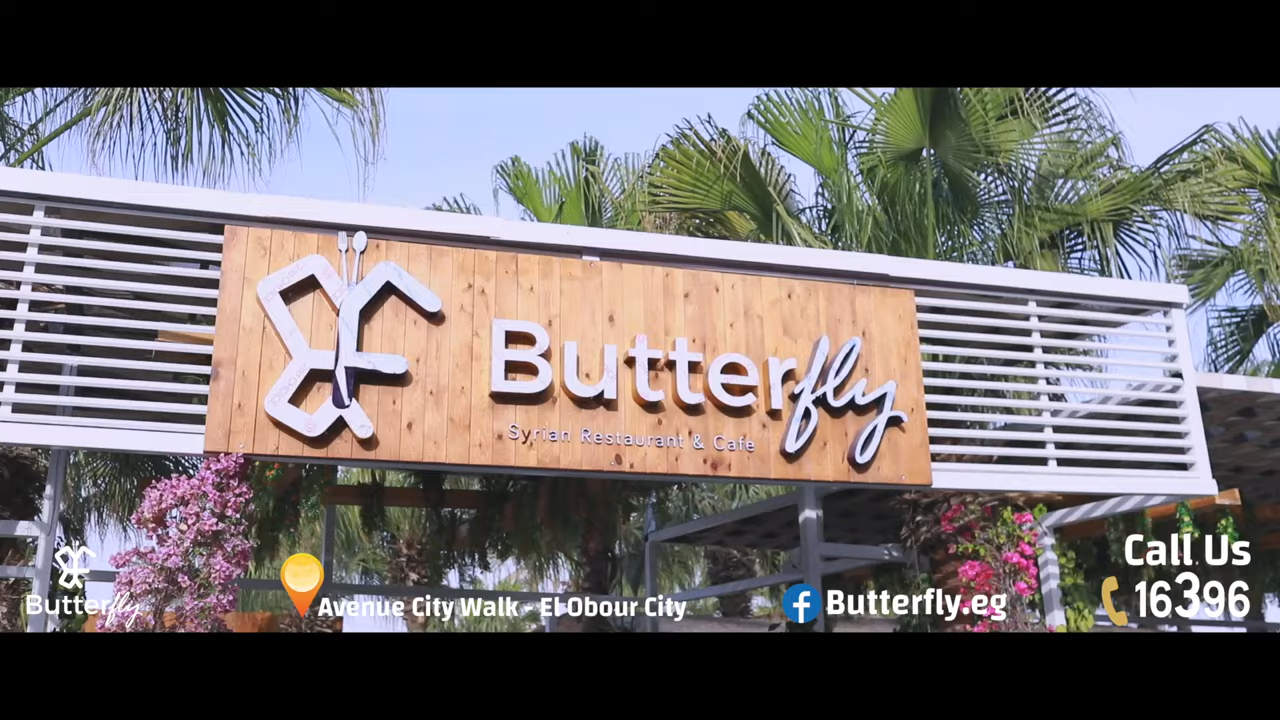 Butterfly
Syrian Restaurant & Cafe
Butterfly
Avenue City Walk - El Obour City
Butterfly.eg
Call Us
16396